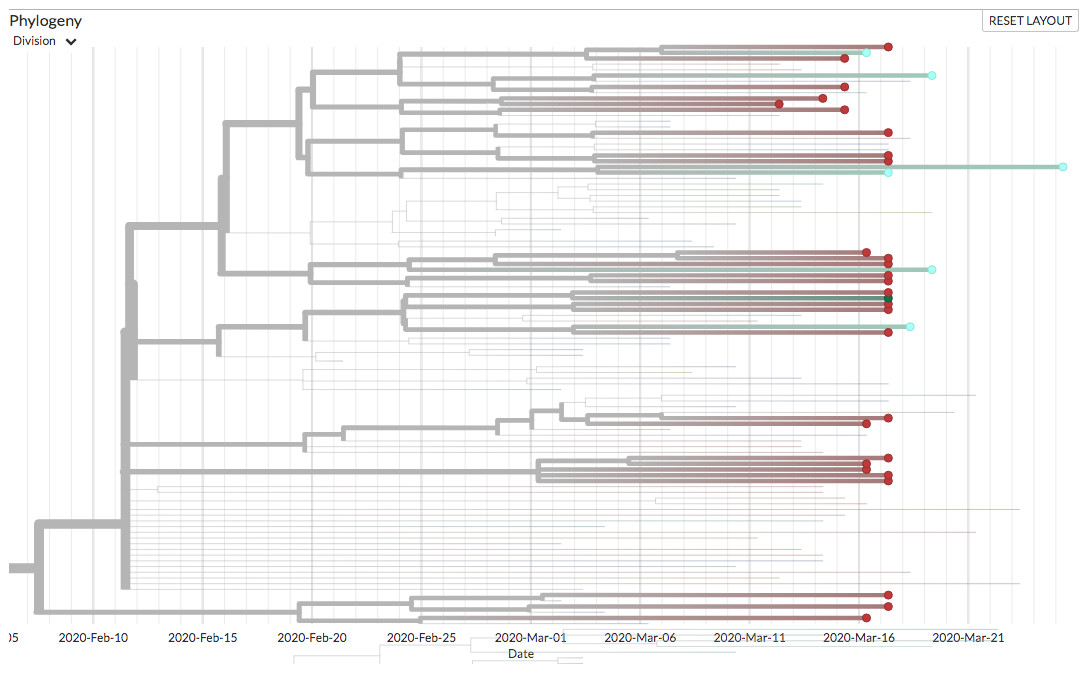 Phylogeny
RESET LAYOUT
Division
05 2020-Feb-10 2020-Feb-15 2020-Feb-20 2020-Feb-25 2020-Mar-01 2020-Mar-06 2020-Mar-11 2020-Mar-16 2020-Mar-21
Date